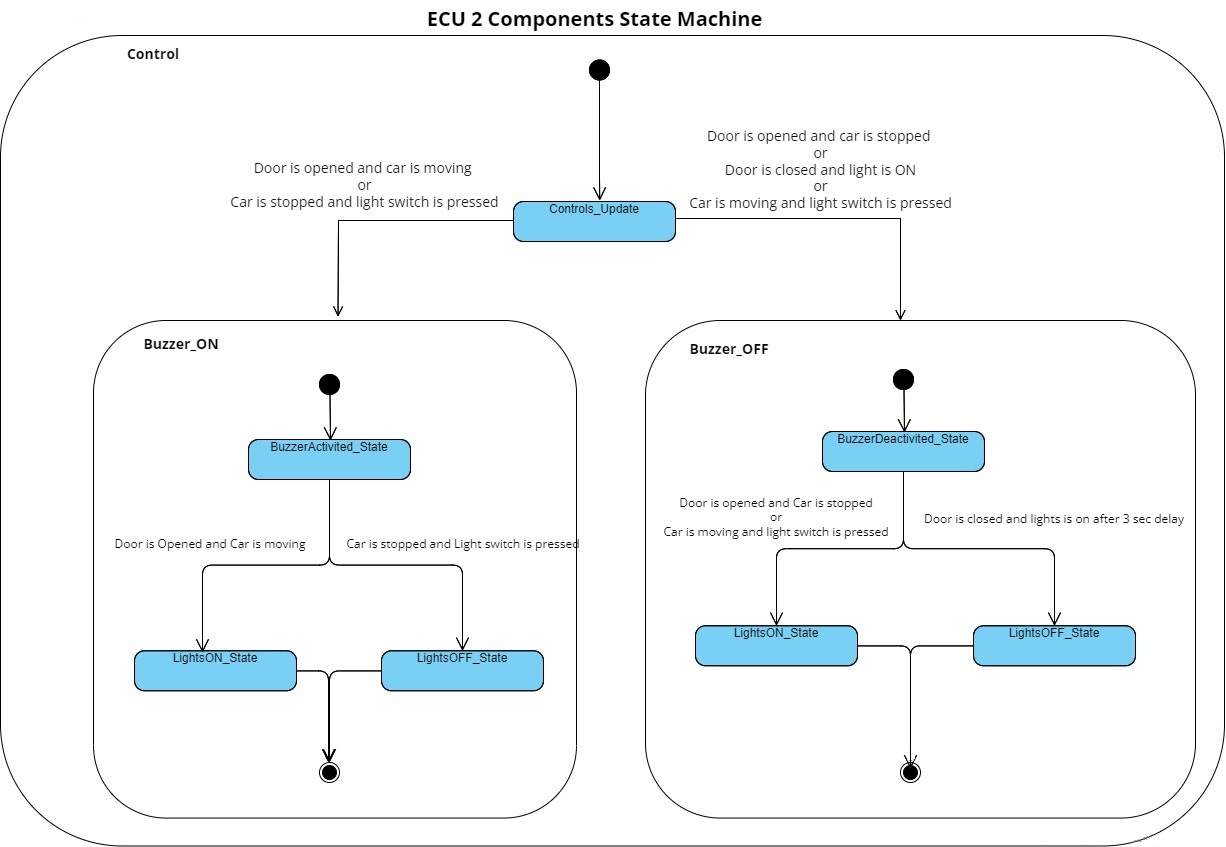 ECU 2 Components State Machine
Control
Door is opened and car is moving
or
Car is stopped and light switch is pressed
Door is opened and car is stopped
or
Door is closed and light is ON
or
Car is moving and light switch is pressed
Controls_Update
Buzzer_ON
BuzzerActivited_State
Door is Opened and Car is moving
Car is stopped and Light switch is pressed
LightsON_State
LightsOFF_State
Buzzer_OFF
BuzzerDeactivited_State
Door is opened and Car is stopped
or
Car is moving and light switch is pressed
Door is closed and lights is on after 3 sec delay
LightsON_State
LightsOFF_State